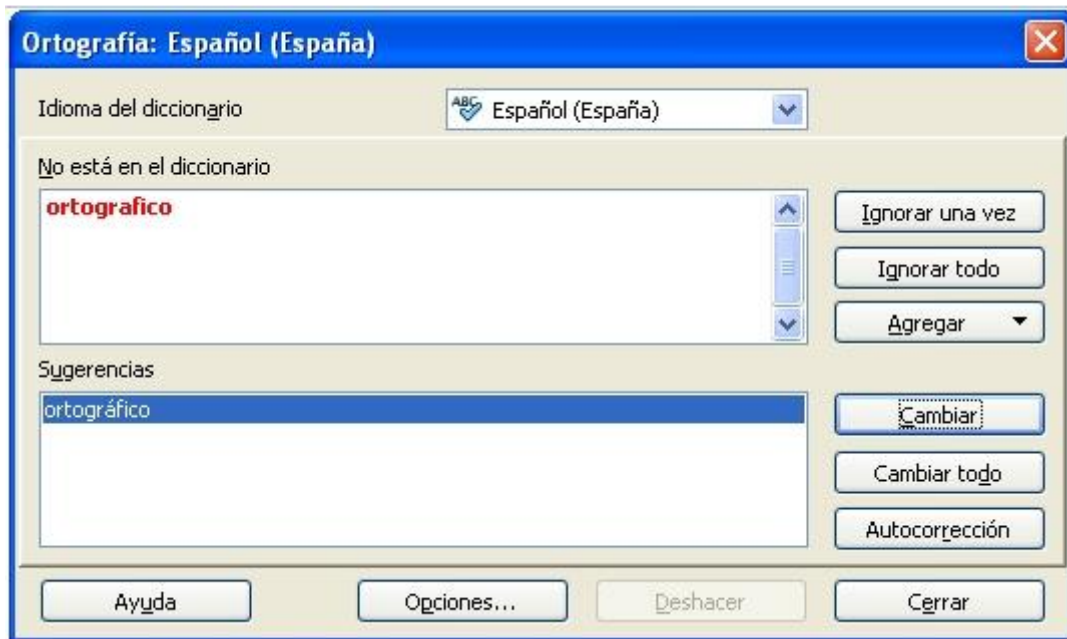 Ortografía: Español (España)
Idioma del diccionario
ABC
Español (España)
No está en el diccionario
ortografico
Ignorar una vez
Ignorar todo
Agregar
Sugerencias
ortográfico
Cambiar
Cambiar todo
Autocorrección
Ayuda
Opciones...
Deshacer
Cerrar